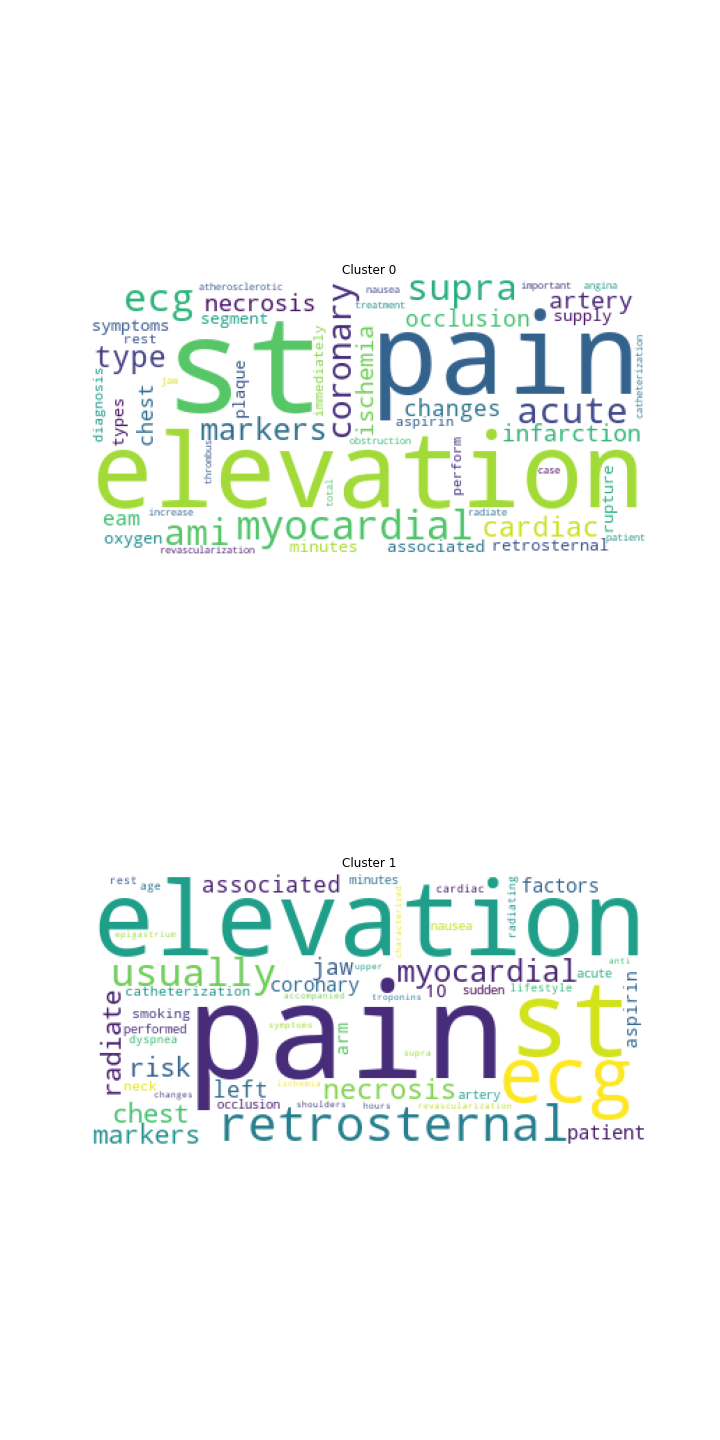 Cluster 0
atherosclerotic
nausea
supra
important
angina
ecg
necrosis
coronary
treatment
artery
symptoms
segment
occlusion
supply
rest
st
pain
type
immediately
ischemia
catheterization
jaw
plaque
diagnosis
types
chest
changes
acute
aspirin
markers
infarction
obstruction
elevation
thrombus
perform
case
total
rupture
eam
increase
radiate
oxygen
ami
myocardial
cardiac
patient
revascularization
minutes
associated
retrosternal
Cluster 1
rest
age
associated
minutes
cardiac
radiating
factors
elevation
characterized
nausea
epigastrium
usually
jaw
upper
myocardial
anti
acute
catheterization
coronary
10
sudden
lifestyle
accompanied
troponins
st
aspirin
radiate
smoking
performed
pain
dyspnea
arm
symptoms
supra
risk
ecg
neck
left
ischemia
necrosis
artery
changes
chest
occlusion
shoulders
hours
revascularization
markers
retrosternal
patient